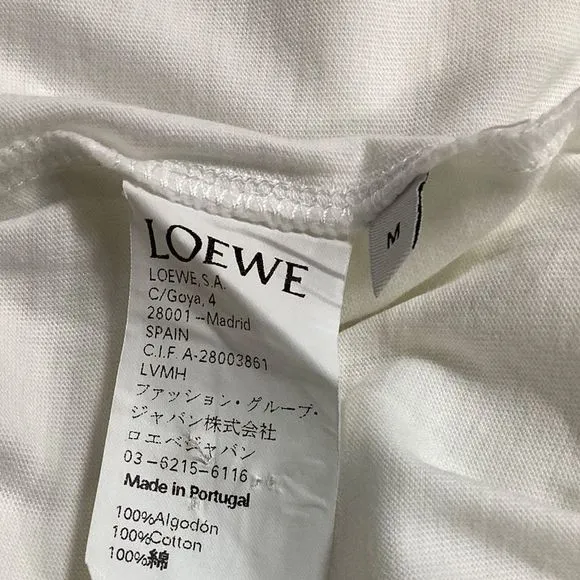 LOEWE
LOEWE, S.A.
C/Goya, 4
28001 --Madrid
SPAIN
C.I.F. A-28003861
LVMH
ファッション・グループ・
ジャパン株式会社
ロエベジャパン
03-6215-6116
Made in Portugal
100%Algodón
100%Cotton
100%綿
M